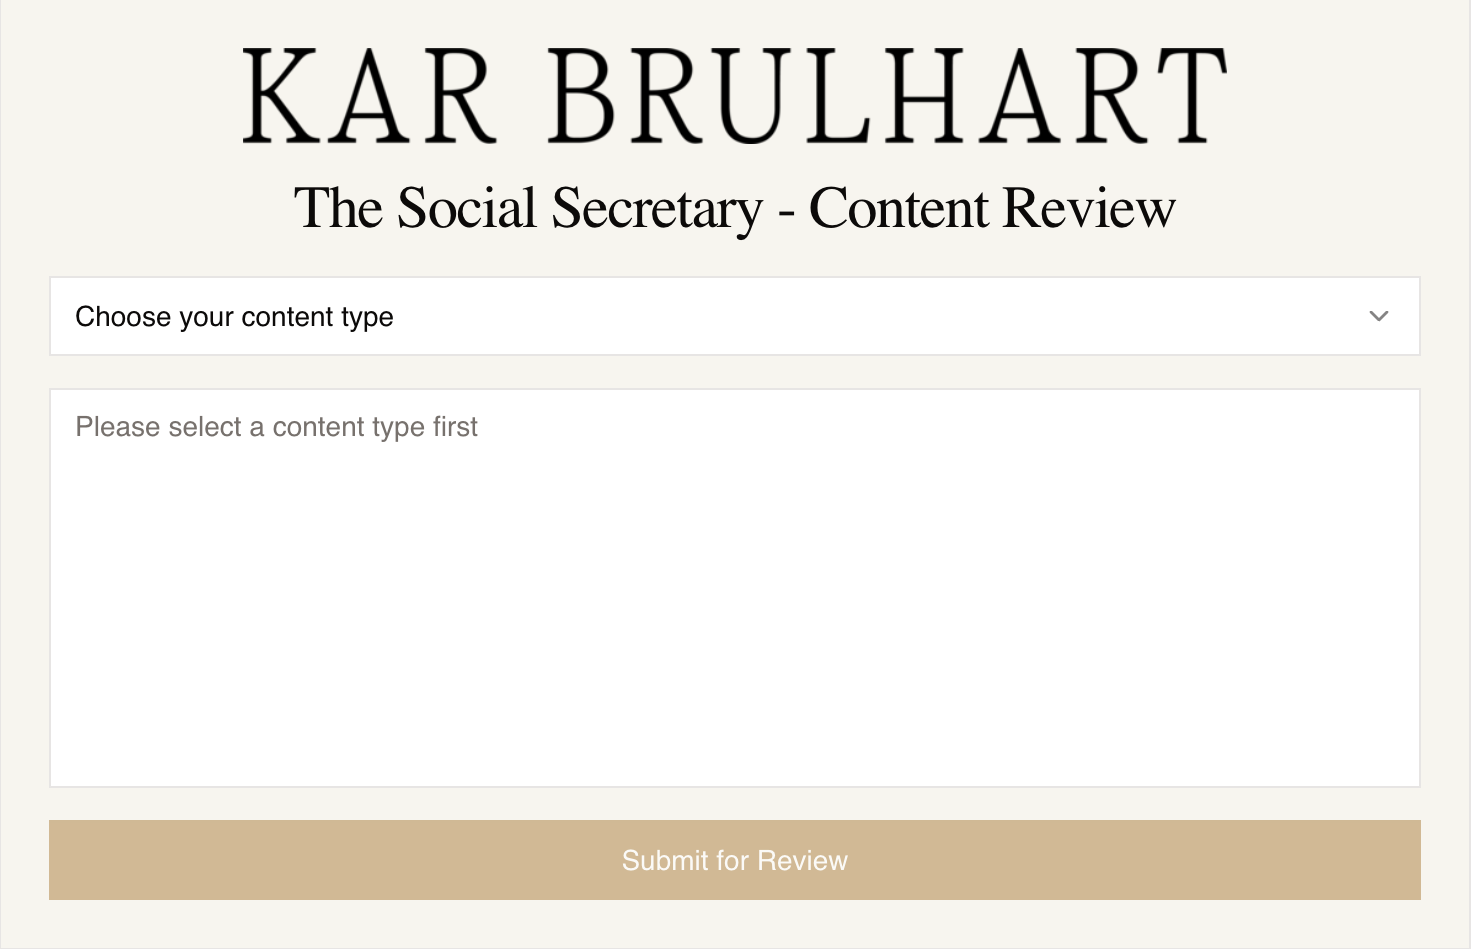 KAR BRULHART
The Social Secretary - Content Review
Choose your content type
Please select a content type first
Submit for Review